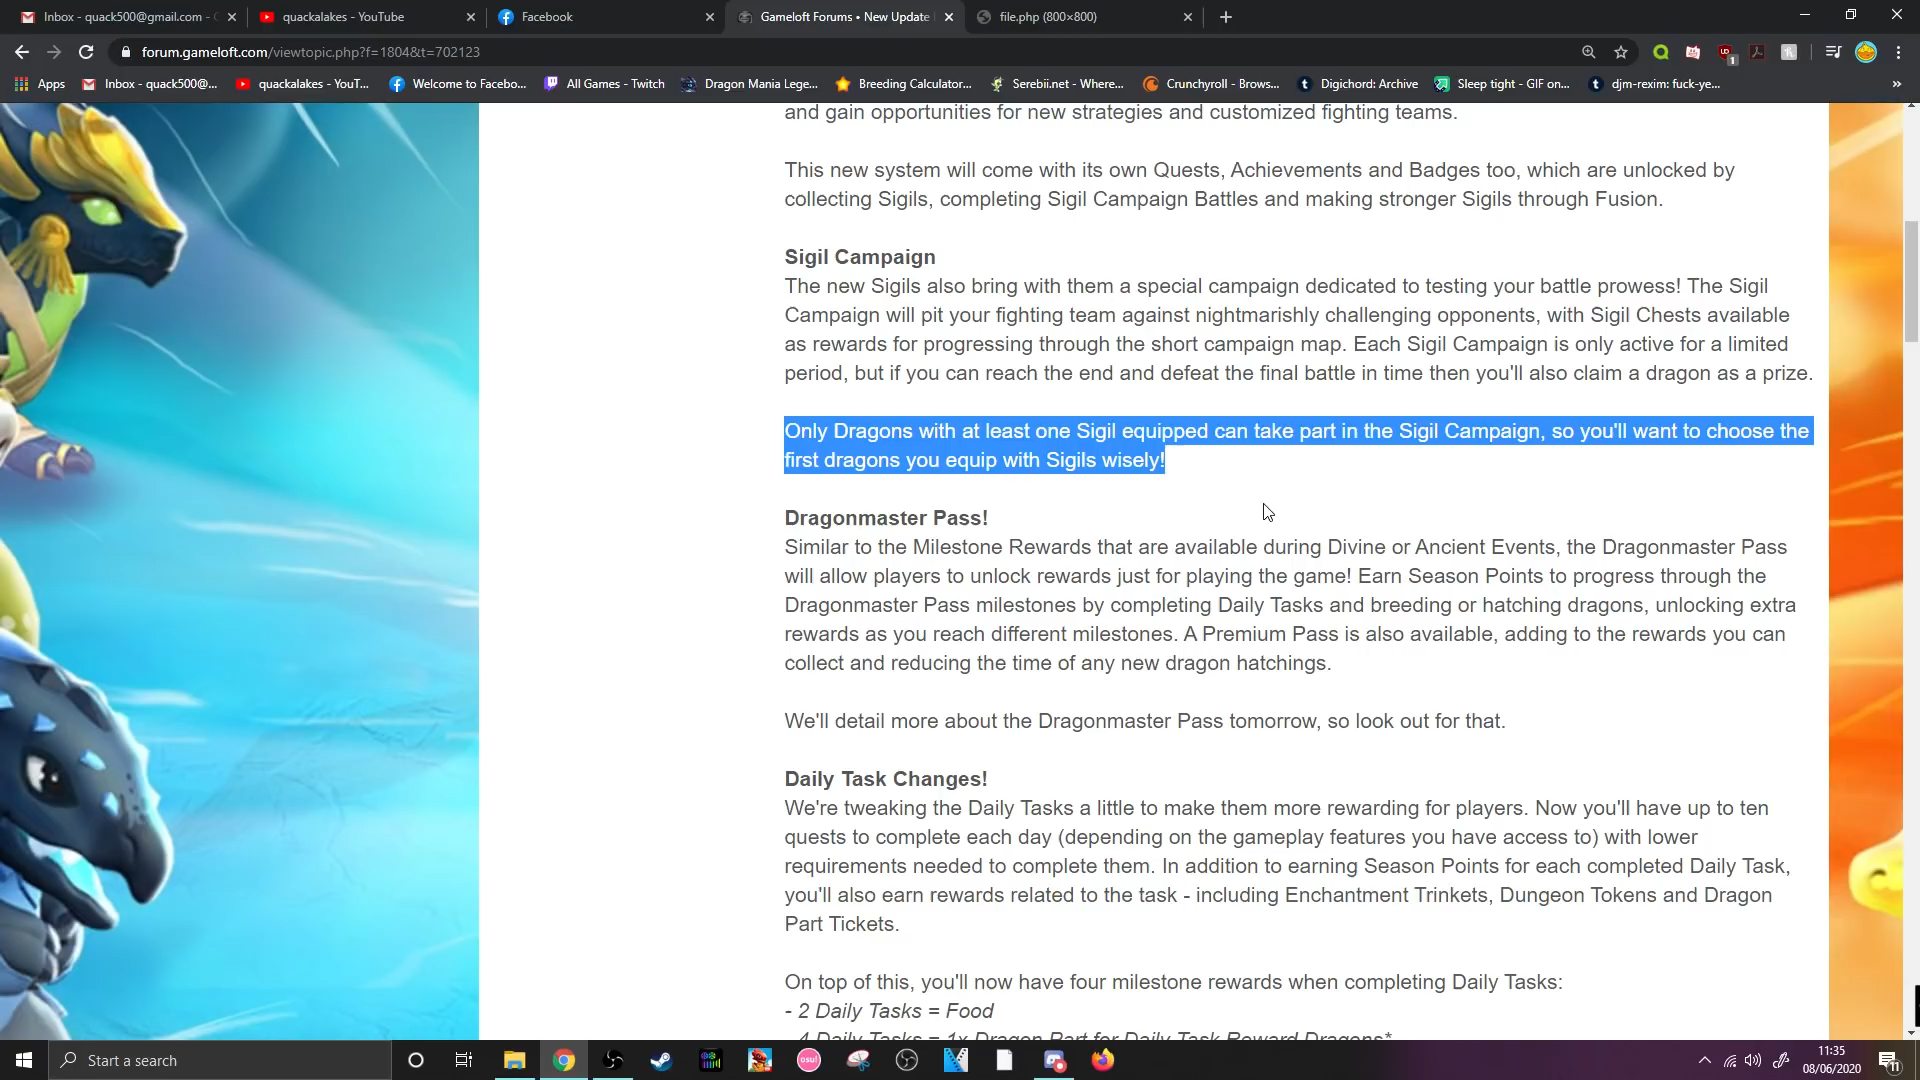 Inbox - quack500@gmail.com -
quackalakes - YouTube
Facebook
Gameloft Forums • New Update
file.php (800×800)
forum.gameloft.com/viewtopic.php?f=1804&t=702123
Apps
Inbox - quack500@...
quackalakes - YouT...
Welcome to Facebo...
All Games - Twitch
Dragon Mania Lege...
Breeding Calculator...
Serebii.net - Where...
Crunchyroll - Brows...
Digichord: Archive
Sleep tight - GIF on...
djm-rexim: fuck-ye...
and gain opportunities for new strategies and customized fighting teams.
This new system will come with its own Quests, Achievements and Badges too, which are unlocked by
collecting Sigils, completing Sigil Campaign Battles and making stronger Sigils through Fusion.
Sigil Campaign
The new Sigils also bring with them a special campaign dedicated to testing your battle prowess! The Sigil
Campaign will pit your fighting team against nightmarishly challenging opponents, with Sigil Chests available
as rewards for progressing through the short campaign map. Each Sigil Campaign is only active for a limited
period, but if you can reach the end and defeat the final battle in time then you'll also claim a dragon as a prize.
Only Dragons with at least one Sigil equipped can take part in the Sigil Campaign, so you'll want to choose the
first dragons you equip with Sigils wisely!
Dragonmaster Pass!
Similar to the Milestone Rewards that are available during Divine or Ancient Events, the Dragonmaster Pass
will allow players to unlock rewards just for playing the game! Earn Season Points to progress through the
Dragonmaster Pass milestones by completing Daily Tasks and breeding or hatching dragons, unlocking extra
rewards as you reach different milestones. A Premium Pass is also available, adding to the rewards you can
collect and reducing the time of any new dragon hatchings.
We'll detail more about the Dragonmaster Pass tomorrow, so look out for that.
Daily Task Changes!
We're tweaking the Daily Tasks a little to make them more rewarding for players. Now you'll have up to ten
quests to complete each day (depending on the gameplay features you have access to) with lower
requirements needed to complete them. In addition to earning Season Points for each completed Daily Task,
you'll also earn rewards related to the task - including Enchantment Trinkets, Dungeon Tokens and Dragon
Part Tickets.
On top of this, you'll now have four milestone rewards when completing Daily Tasks:
- 2 Daily Tasks = Food
4 Daily Tasks = 1x Dragon Part for Daily Task Reward Dragons*
Start a search
osu!
11:35
08/06/2020
11